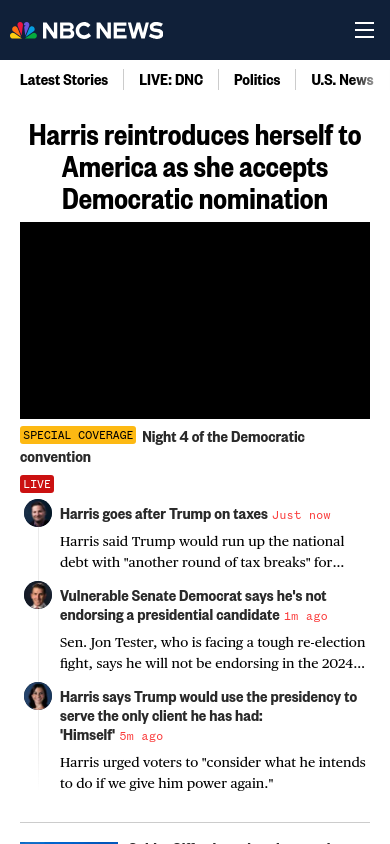 NBC NEWS
Latest Stories LIVE: DNC Politics U.S. News
Harris reintroduces herself to
America as she accepts
Democratic nomination
SPECIAL COVERAGE Night 4 of the Democratic
convention
LIVE
Harris goes after Trump on taxes Just now
Harris said Trump would run up the national
debt with "another round of tax breaks" for...
Vulnerable Senate Democrat says he's not
endorsing a presidential candidate 1m ago
Sen. Jon Tester, who is facing a tough re-election
fight, says he will not be endorsing in the 2024...
Harris says Trump would use the presidency to
serve the only client he has had:
'Himself' 5m ago
Harris urged voters to "consider what he intends
to do if we give him power again."